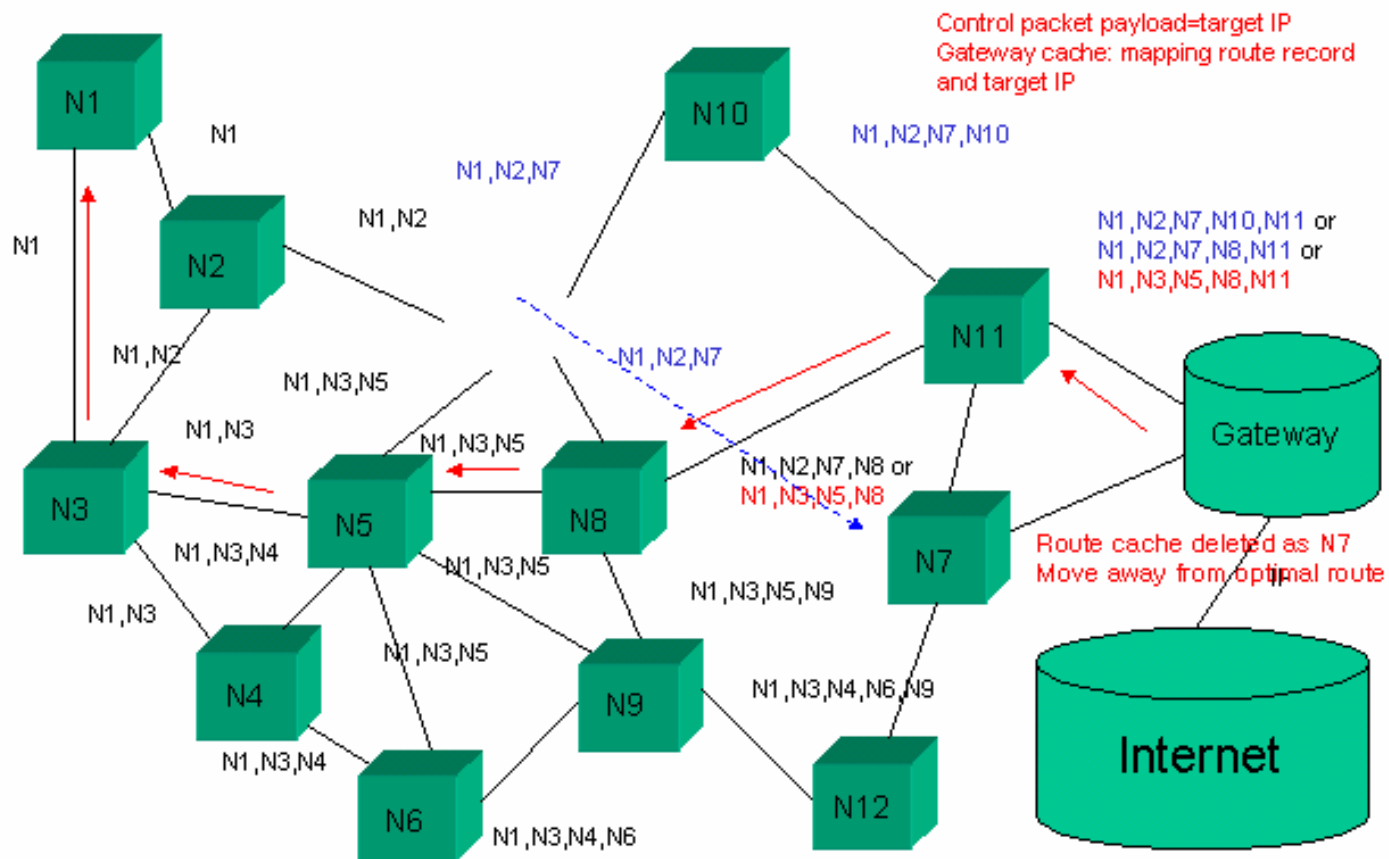 Control packet payload=target IP
Gateway cache: mapping route record
and target IP
N1
N10
N1
N1,N2,N7,N10
N1,N2,N7
N1,N2
N1,N2,N7,N10,N11 or
N1,N2,N7,N8,N11 or
N1,N3,N5,N8,N11
N1
N2
N11
N1,N2
N1,N2,N7
N1,N3,N5
N1,N3
N1,N3,N5
Gateway
N1,N2,N7,N8 or
N1,N3,N5,N8
N3
N5
N8
N7
Route cache deleted as N7
Move away from optimal route
IP
N1,N3,N4
N1,N3,N5
N1,N3,N5,N9
N1,N3
N1,N3,N5
N4
N9
N1,N3,N4,N6,N9
N1,N3,N4
Internet
N6
N12
N1,N3,N4,N6